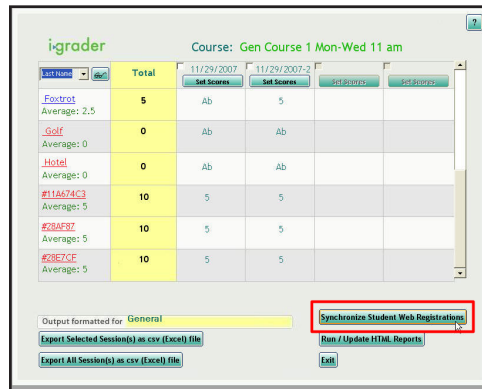 ?
i>grader
Course: Gen Course 1 Mon-Wed 11 am
Last Name
Total
11/29/2007
11/29/2007-2
Set Scores
Set Scores
Set Scores
Set Scores
Foxtrot
Average: 2.5
5
Ab
5
Golf
Average: 0
0
Ab
Ab
Hotel
Average: 0
0
Ab
Ab
#11A674C3
Average: 5
10
5
5
#28AF87
Average: 5
10
5
5
#28E7CF
Average: 5
10
5
5
Output formatted for General
Synchronize Student Web Registrations
Export Selected Session(s) as csv (Excel) file
Run / Update HTML Reports
Export All Session(s) as csv (Excel) file
Exit